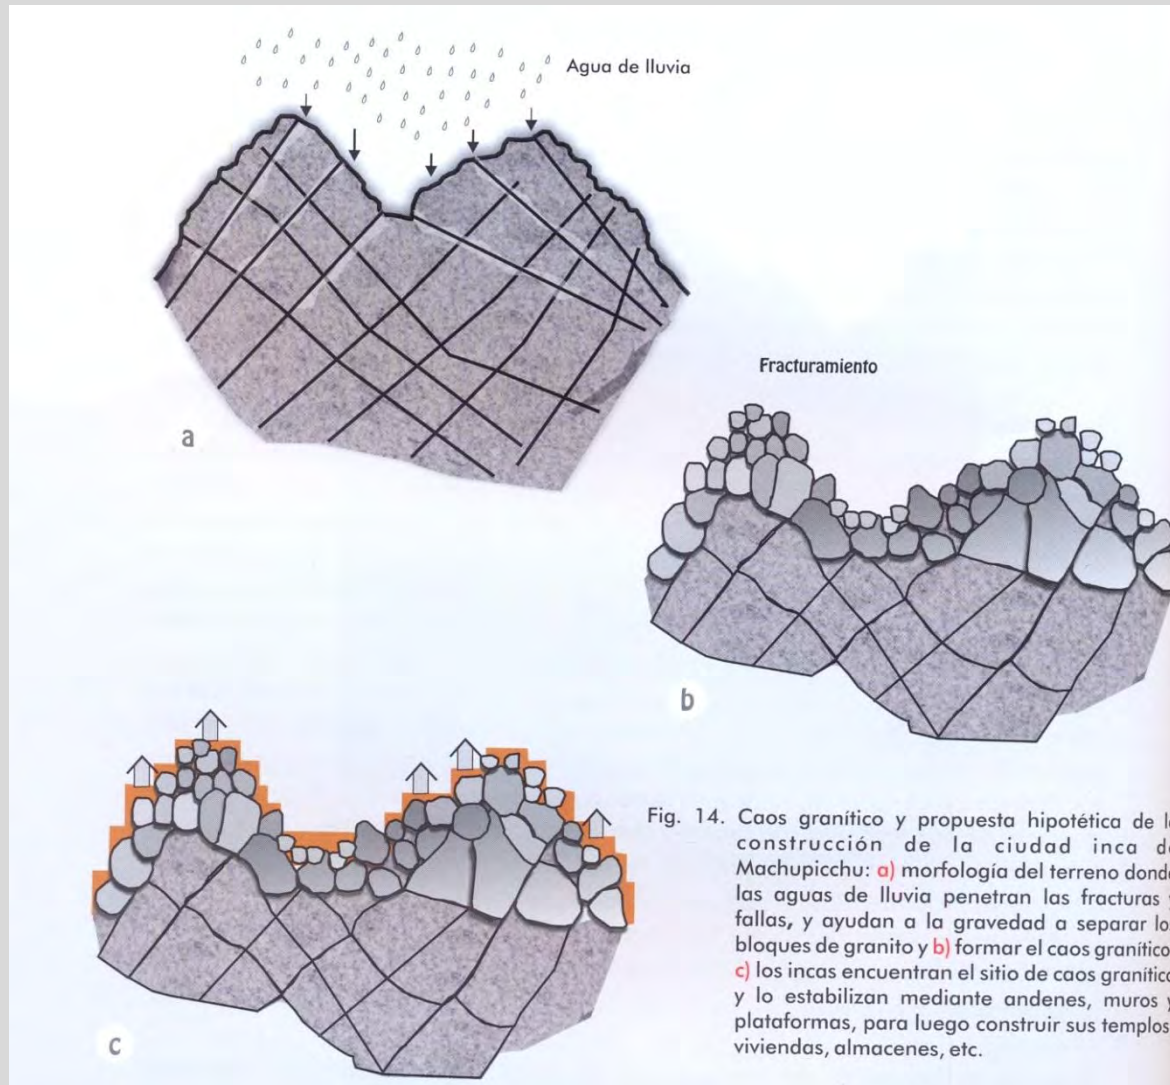 Agua de lluvia
a
Fracturamiento
b
c
Fig. 14. Caos granítico y propuesta hipotética de
construcción de la ciudad inca
Machupicchu: a) morfología del terreno
las aguas de lluvia penetran las fracturas
fallas, y ayudan a la gravedad a separar
bloques de granito y b) formar el caos granítico
c) los incas encuentran el sitio de caos granítico
y lo estabilizan mediante andenes, muros
plataformas, para luego construir sus templos
viviendas, almacenes, etc.